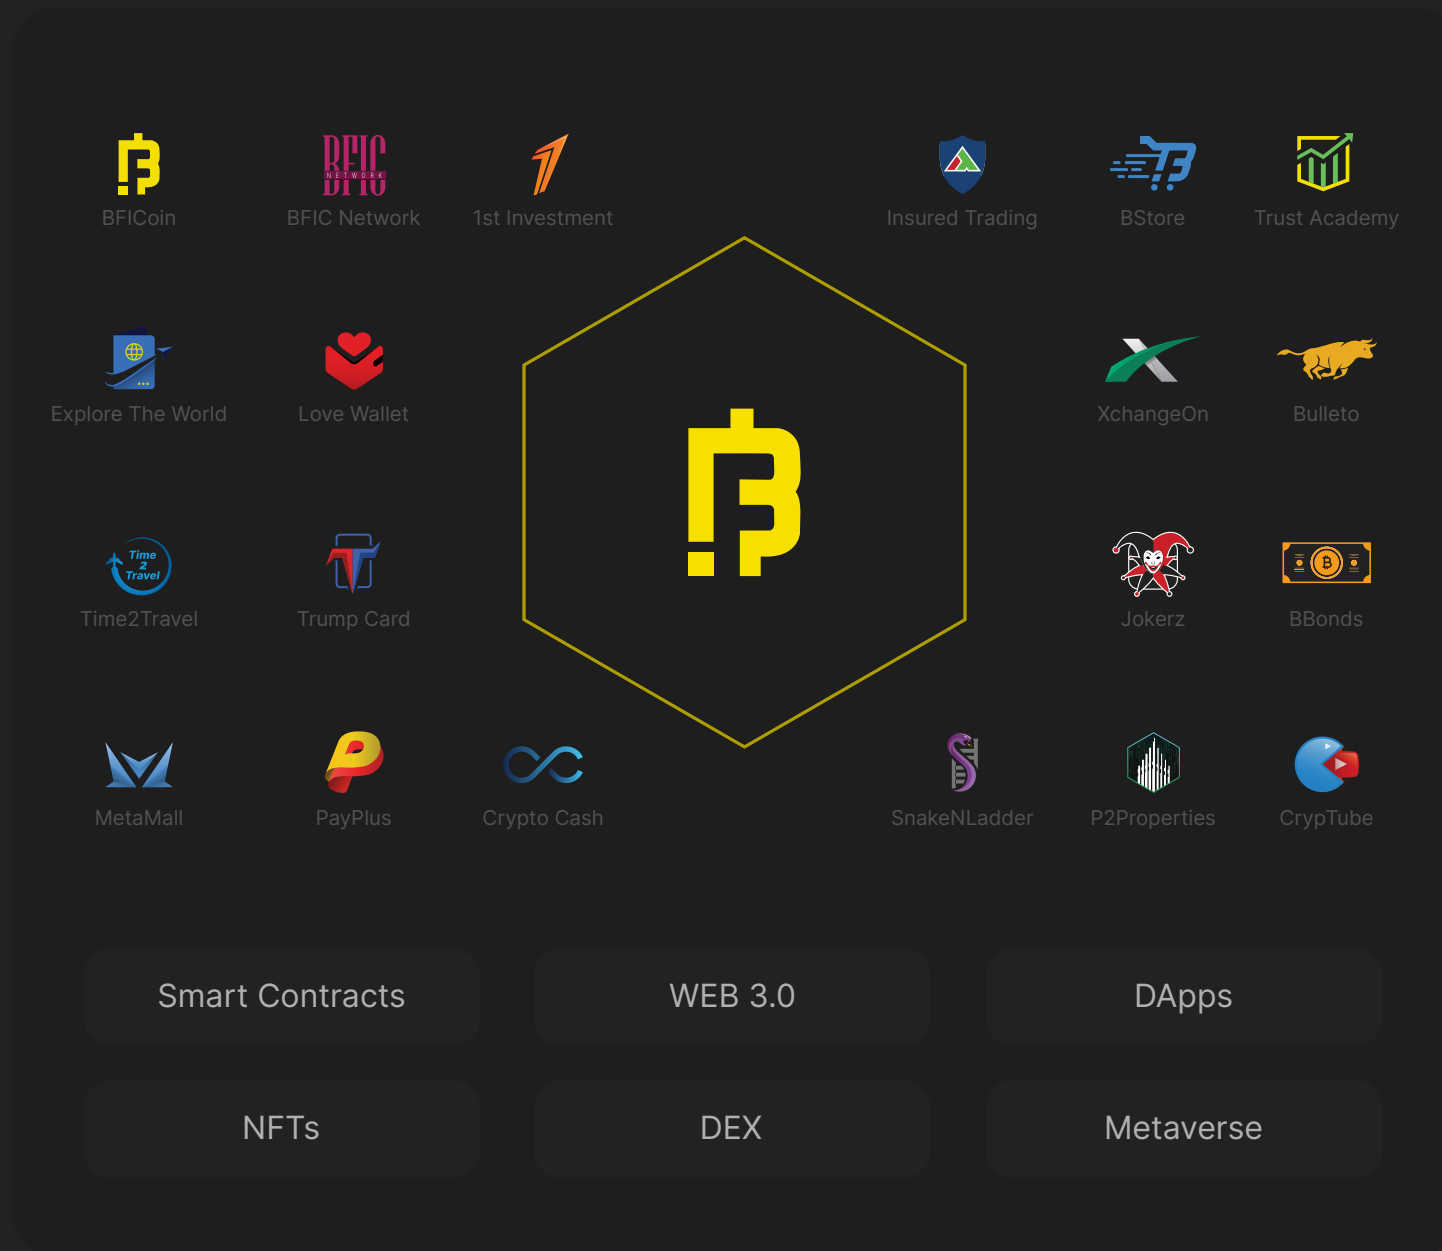 BFIC
NETWORK
BFICoin
BFIC Network
1st Investment
Insured Trading
BStore
Trust Academy
Explore The World
Love Wallet
XchangeOn
Bulleto
Time
2
Travel
Time2Travel
Trump Card
Jokerz
BBonds
MetaMall
PayPlus
Crypto Cash
SnakeNLadder
P2Properties
CrypTube
Smart Contracts
WEB 3.0
DApps
NFTs
DEX
Metaverse